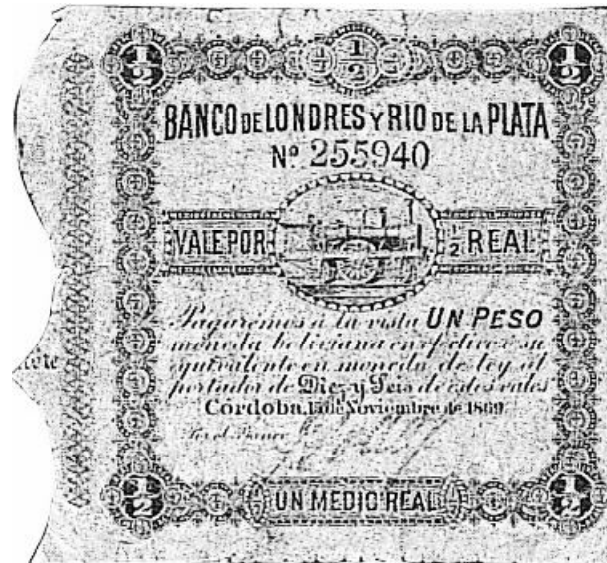 1/2 1/2 1/2
BANCO DE LONDRES Y RIO DE LA PLATA
Nº 255940
VALE POR 1/2 REAL
Pagaremos á la vista UN PESO
moneda boliviana en efectivo ó su
equivalente en moneda de ley al
portador de Diez y Seis de estos vales
Córdoba, 15 de Noviembre de 1869
Por el Banco
1/2 UN MEDIO REAL 1/2